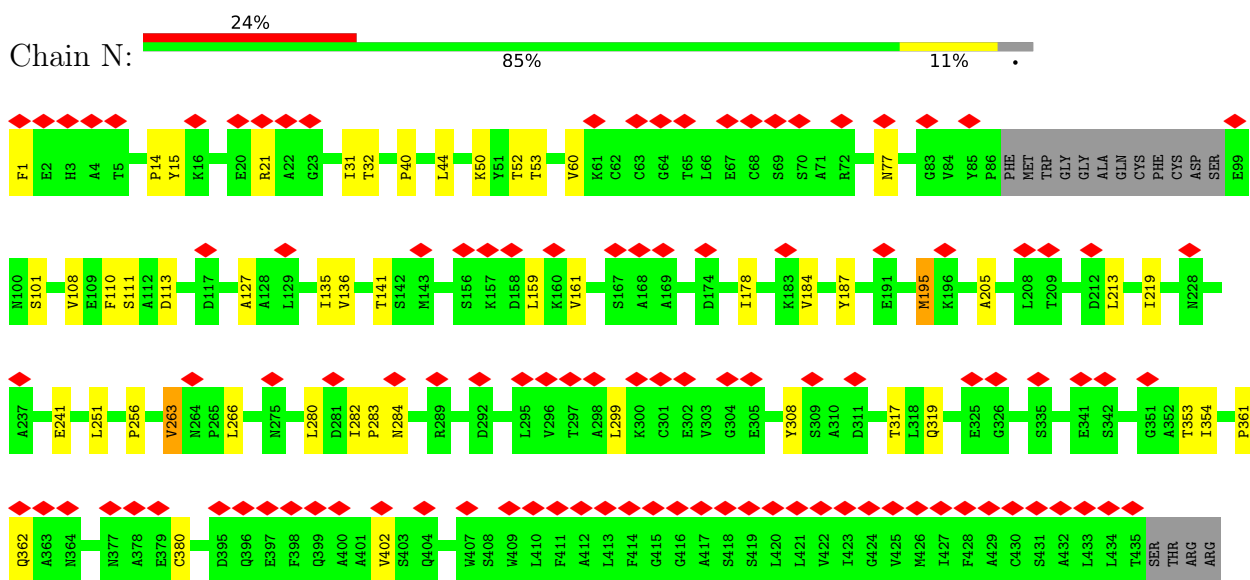 24%
Chain N:
85% 11% •
F1 E2 H3 A4 T5 P14 Y15 K16 E20 R21 A22 G23 I31 T32 P40 L44 K50 Y51 T52 T53 V60 K61 C62 C63 G64 T65 L66 E67 C68 S69 S70 A71 R72 N77 G83 V84 Y85 P86 PHE MET TRP GLY GLY ALA GLN CYS PHE CYS ASP SER E99
N100 S101 V108 E109 F110 S111 A112 D113 D117 A127 A128 L129 I135 V136 T141 S142 M143 S156 K157 D158 L159 K160 V161 S167 A168 A169 D174 I178 K183 V184 Y187 E191 M195 K196 A205 L208 T209 D212 L213 I219 N228
A237 E241 L251 P256 V263 N264 P265 L266 N275 L280 D281 I282 P283 N284 R289 D292 L295 V296 T297 A298 L299 K300 C301 E302 V303 G304 E305 Y308 S309 A310 D311 T317 L318 Q319 E325 G326 S335 E341 S342 G351 A352 T353 I354 P361
Q362 A363 N364 N377 A378 E379 C380 D395 Q396 E397 F398 Q399 A400 A401 V402 S403 Q404 W407 S408 W409 L410 F411 A412 L413 F414 G415 G416 A417 S418 S419 L420 L421 V422 I423 G424 V425 M426 I427 F428 A429 C430 S431 A432 L433 L434 T435 SER THR ARG ARG